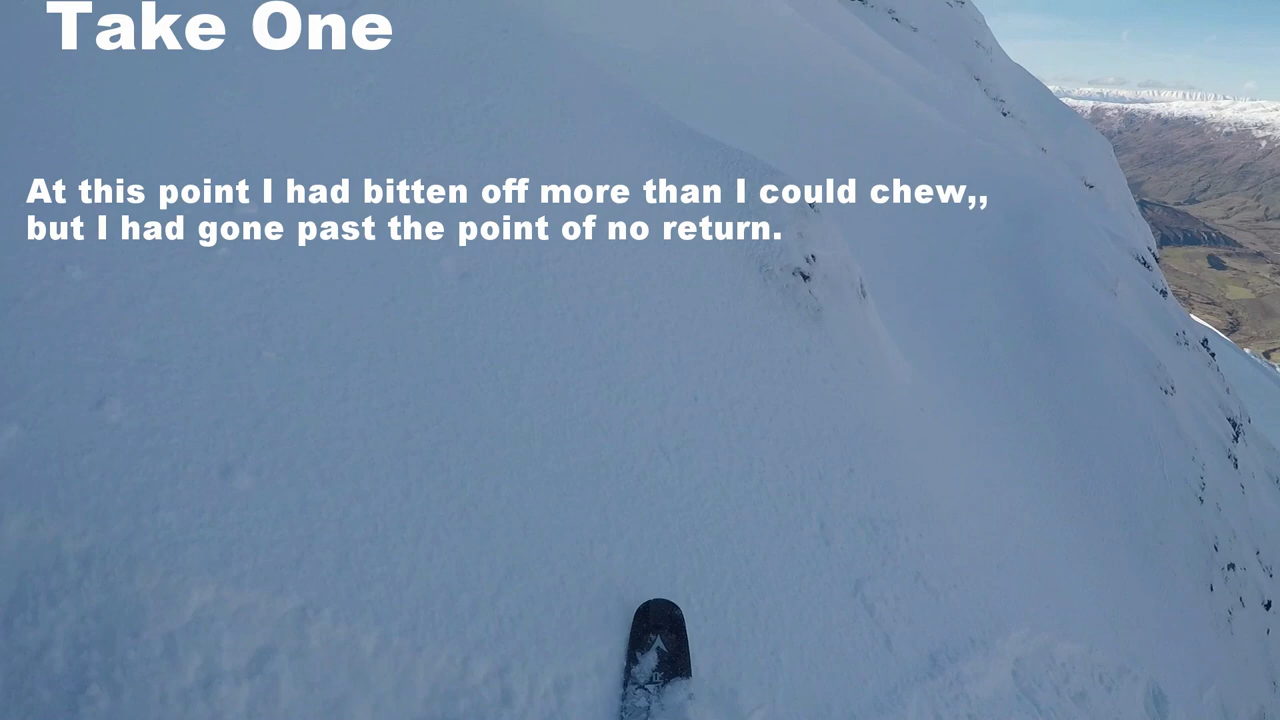 Take One
At this point I had bitten off more than I could chew,,
but I had gone past the point of no return.